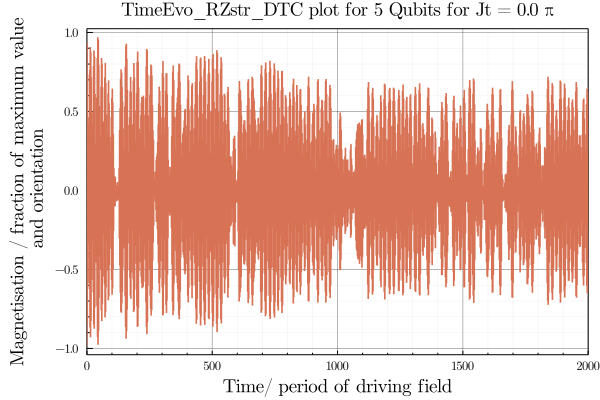 TimeEvo_RZstr_DTC plot for 5 Qubits for Jt = 0.0 π
Magnetisation / fraction of maximum value
and orientation
1.0
0.5
0.0
−0.5
−1.0
0
500
1000
1500
2000
Time/ period of driving field